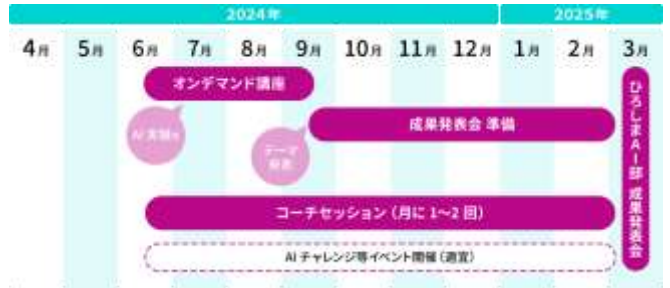 2024年 2025年
4月 5月 6月 7月 8月 9月 10月 11月 12月 1月 2月 3月
オンデマンド講座
AI
成果発表会 準備
テーマ
コーチセッション（月に1～2回）
AIチャレンジ等イベント開催（適宜）
ひろしまAI部 成果発表会